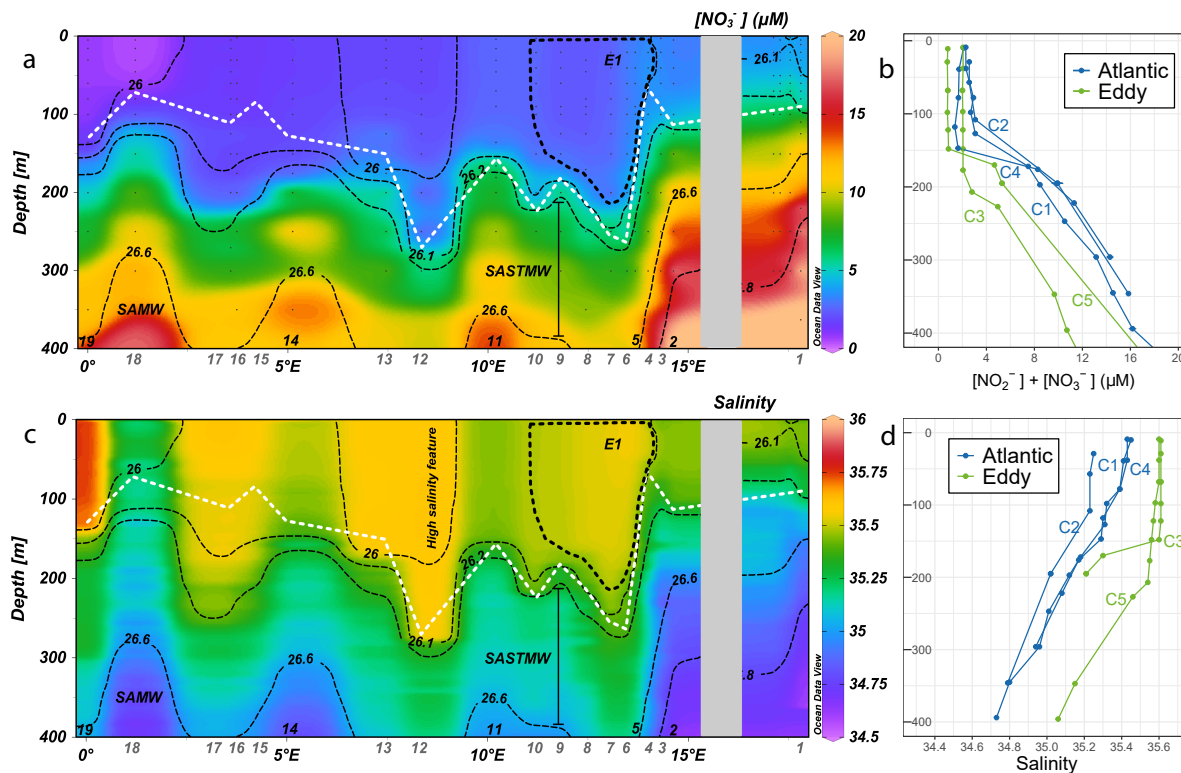 a
[NO₃⁻] (µM)
Depth [m]
0
100
200
300
400
26
26
26.1
26.2
26.1
26.6
26.6
26.6
26.6
.8
E1
SAMW
SASTMW
19
14
11
5
2
18
17
16
15
13
12
10
9
8
7
6
4
3
1
0°
5°E
10°E
15°E
Ocean Data View
20
15
10
5
0
b
Atlantic
Eddy
C2
C4
C1
C3
C5
0
-100
-200
-300
-400
0
4
8
12
16
20
[NO₂⁻] + [NO₃⁻] (µM)
c
Salinity
Depth [m]
0
100
200
300
400
26
26
26.1
26.2
26.1
26.6
26.6
26.6
26.6
.8
E1
High salinity feature
SAMW
SASTMW
19
14
11
5
2
18
17
16
15
13
12
10
9
8
7
6
4
3
1
0°
5°E
10°E
15°E
Ocean Data View
36
35.75
35.5
35.25
35
34.75
34.5
d
Atlantic
Eddy
C1
C4
C2
C3
C5
0
-100
-200
-300
-400
34.4
34.8
35.0
35.4
35.6
Salinity